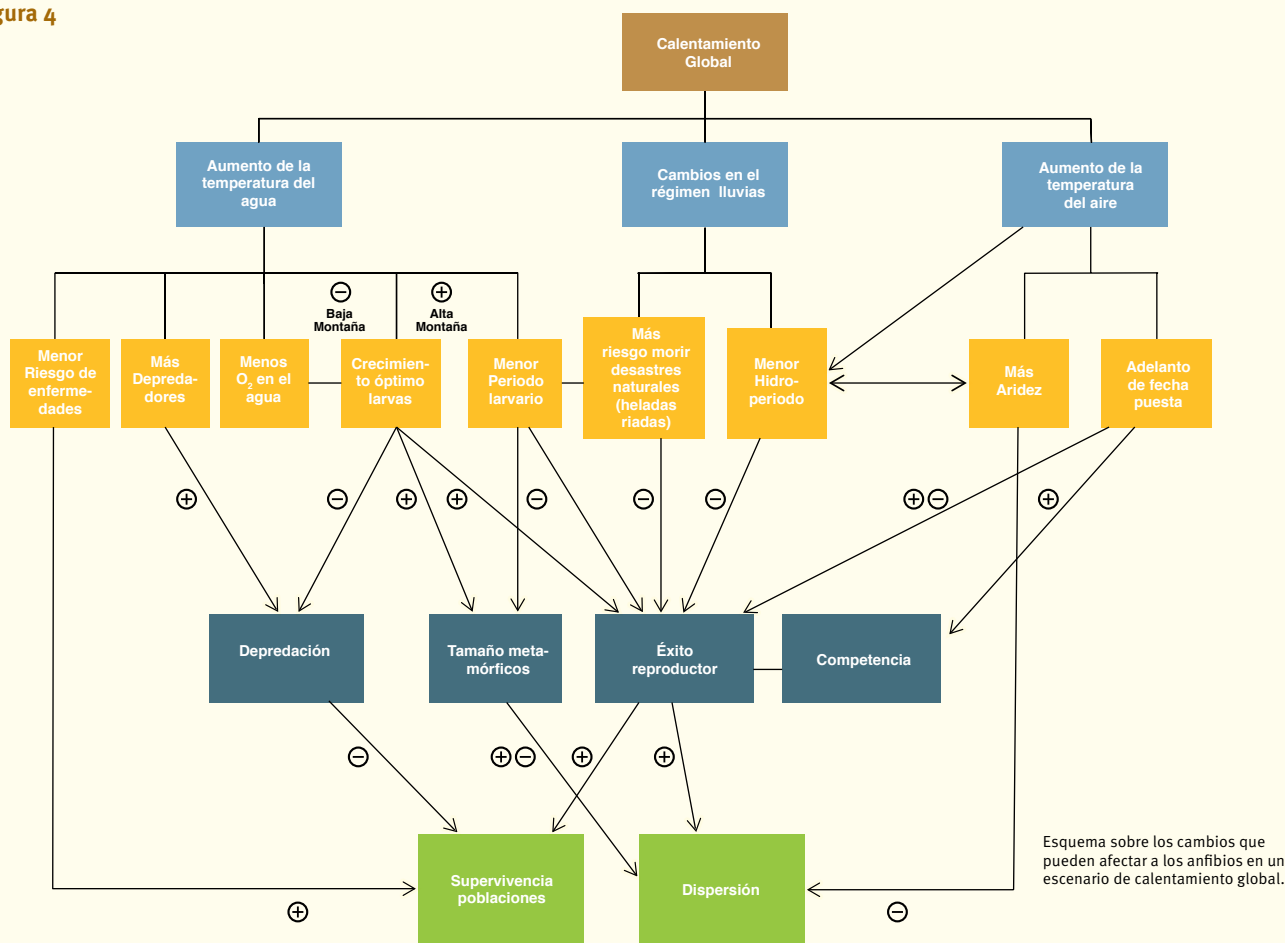 gura 4
Calentamiento
Global
Aumento de la
temperatura del
agua
Cambios en el
régimen lluvias
Aumento de la
temperatura
del aire
⊖
Baja
Montaña
⊕
Alta
Montaña
Menor
Riesgo de
enferme-
dades
Más
Depreda-
dores
Menos
O₂ en el
agua
Crecimien-
to óptimo
larvas
Menor
Periodo
larvario
Más
riesgo morir
desastres
naturales
(heladas
riadas)
Menor
Hidro-
periodo
Más
Aridez
Adelanto
de fecha
puesta
⊕
⊖
⊕
⊕
⊖
⊖
⊖
⊕⊖
⊕
Depredación
Tamaño meta-
mórficos
Éxito
reproductor
Competencia
⊖
⊕⊖
⊕
⊕
Supervivencia
poblaciones
Dispersión
⊕
⊖
Esquema sobre los cambios que
pueden afectar a los anfibios en un
escenario de calentamiento global.